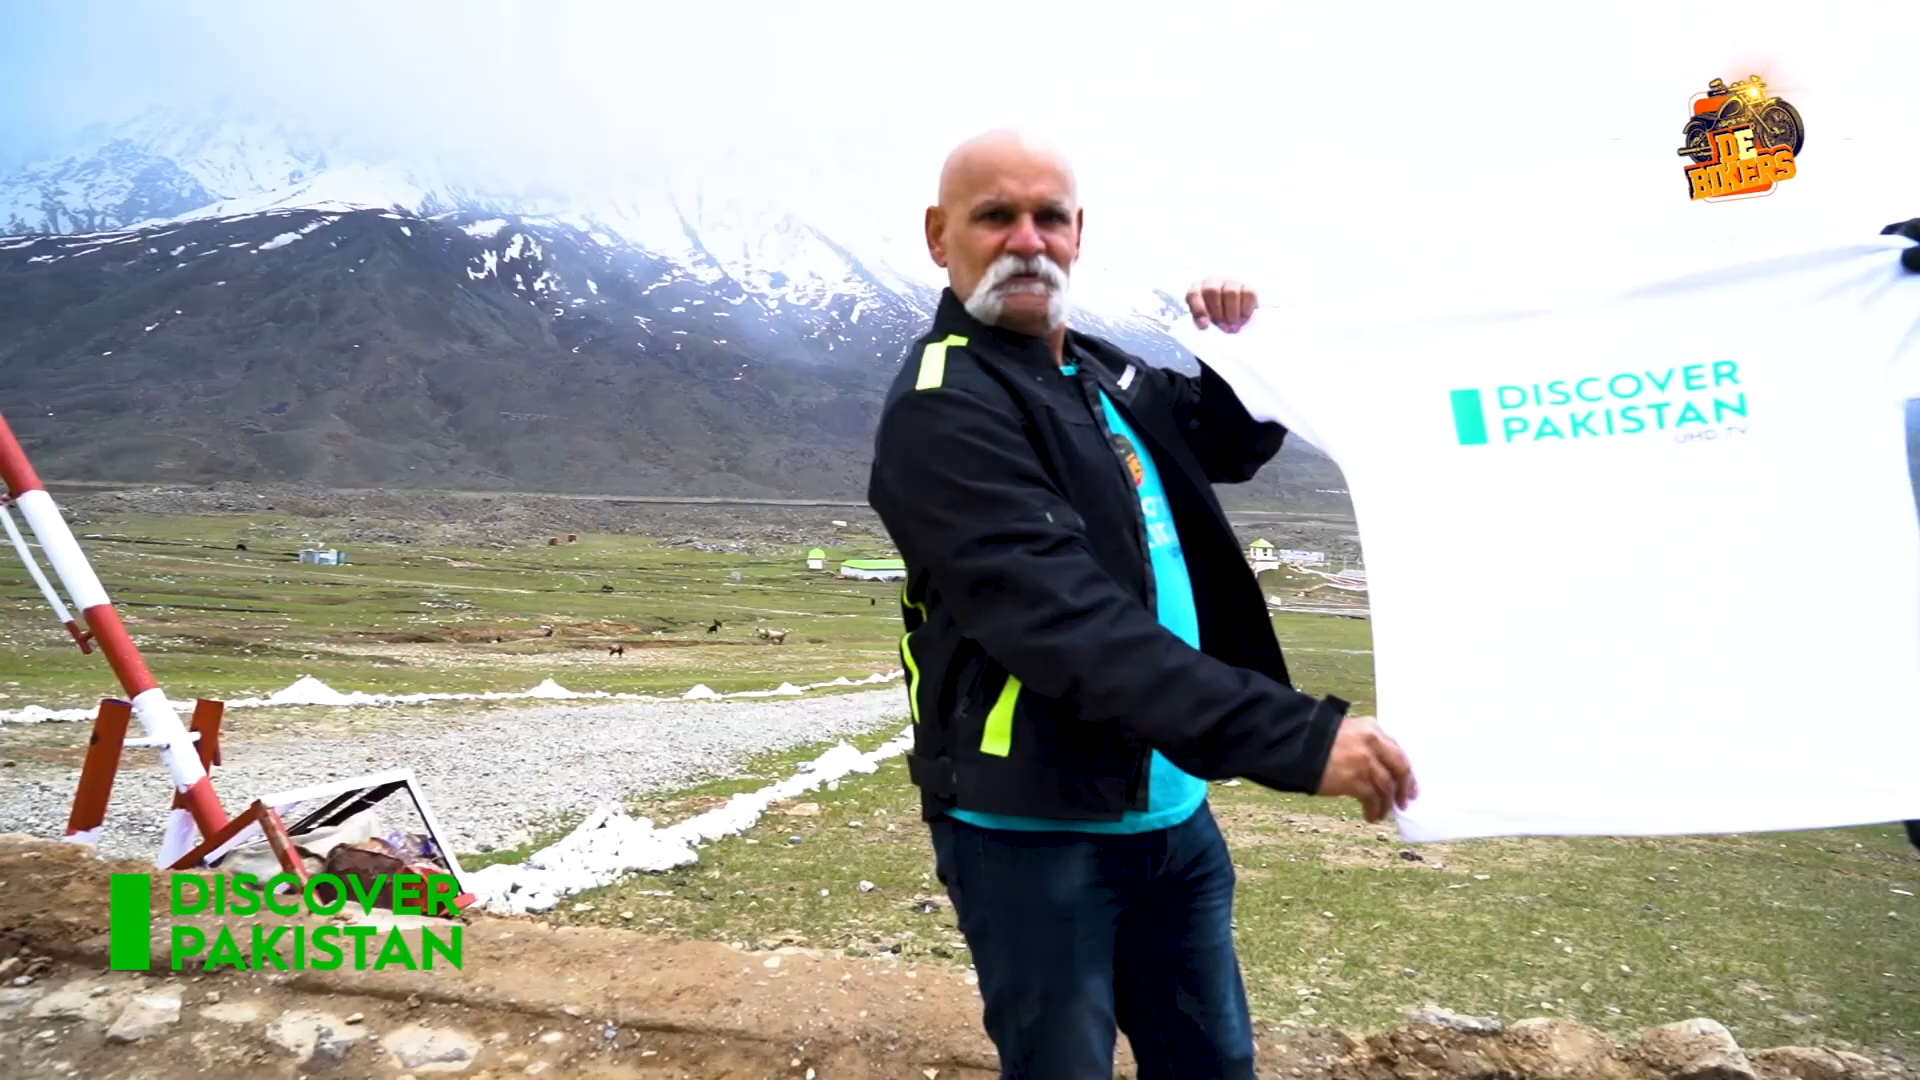 DE
BIKERS
DISCOVER
PAKISTAN
UHD TV
DISCOVER
PAKISTAN